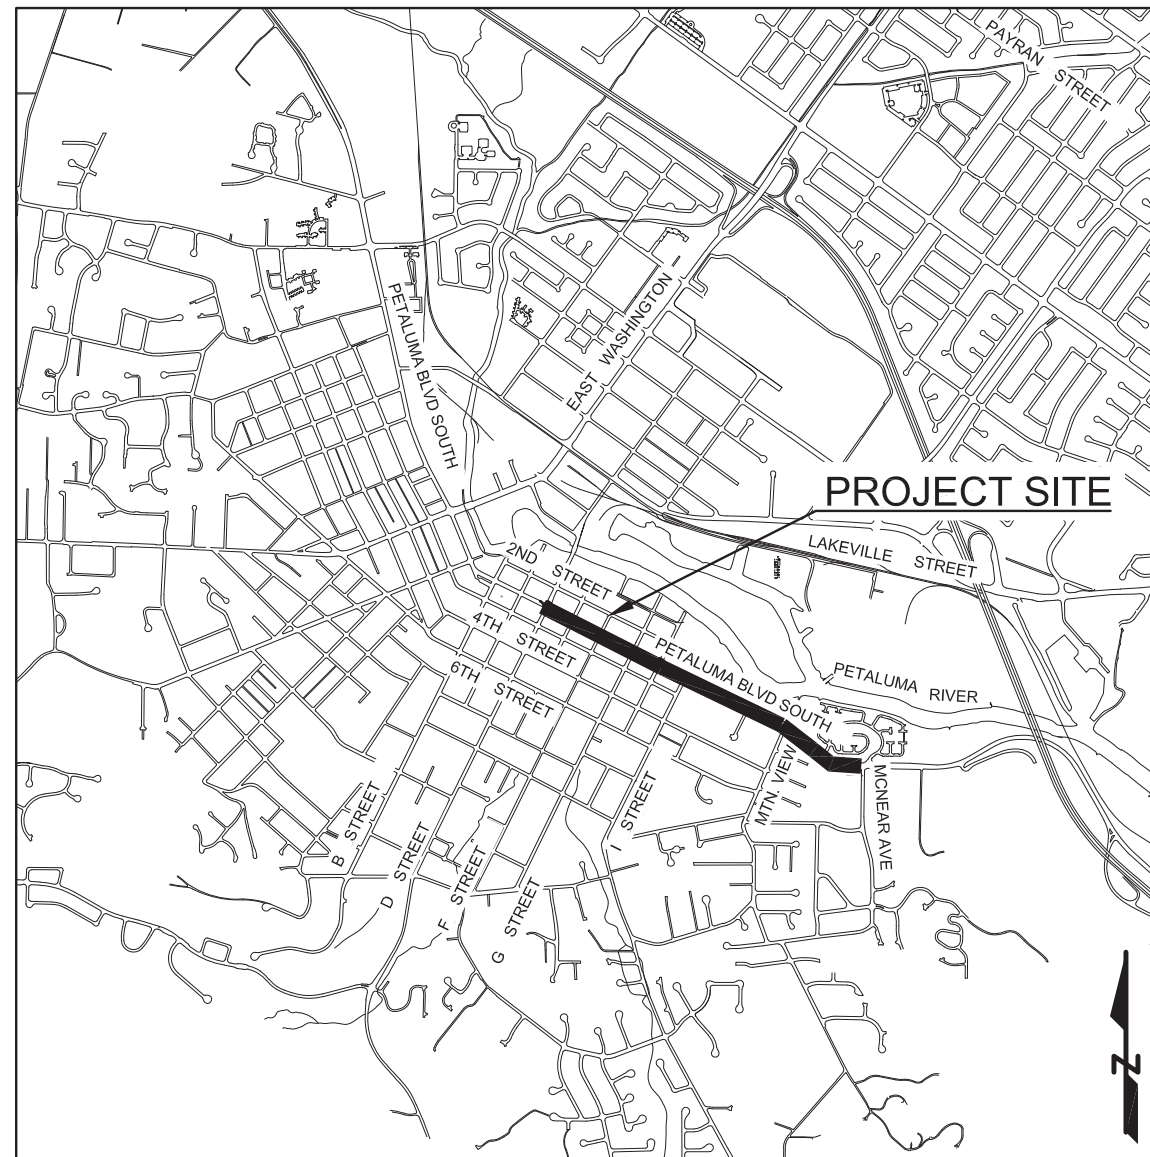 PAYRAN STREET
EAST WASHINGTON
PETALUMA BLVD SOUTH
PROJECT SITE
LAKEVILLE STREET
2ND STREET
4TH STREET
6TH STREET
PETALUMA BLVD SOUTH
PETALUMA RIVER
MTN. VIEW
MCNEAR AVE
I STREET
B STREET
D STREET
F STREET
G STREET
N